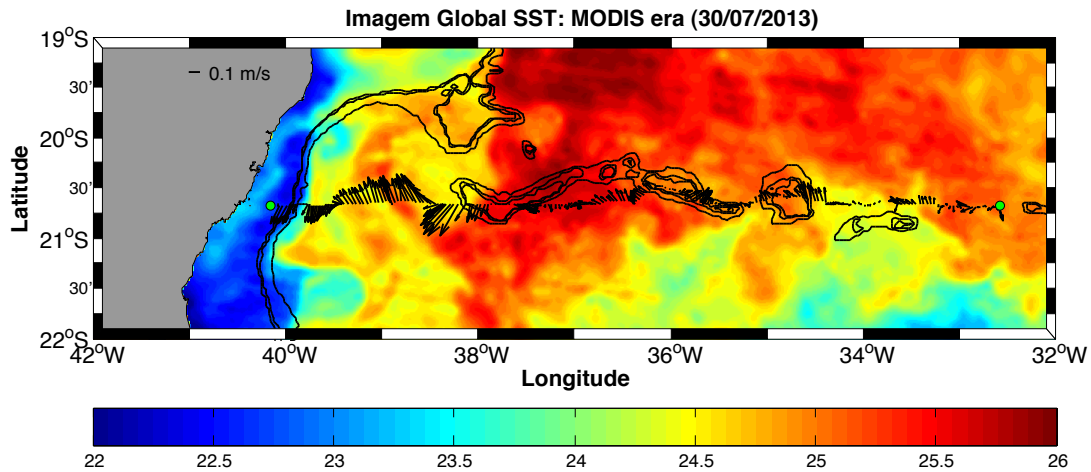 Imagem Global SST: MODIS era (30/07/2013)
19°S
0.1 m/s
30'
20°S
30'
21°S
30'
22°S
Latitude
42°W 40°W 38°W 36°W 34°W 32°W
Longitude
22 22.5 23 23.5 24 24.5 25 25.5 26